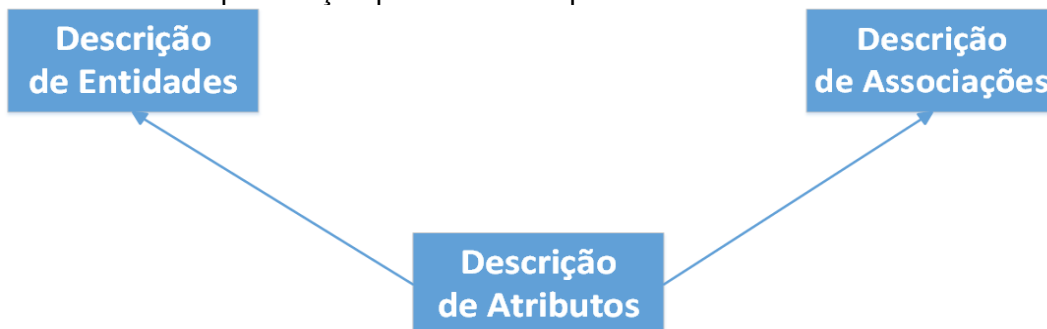 Descrição
de Entidades
Descrição
de Associações
Descrição
de Atributos